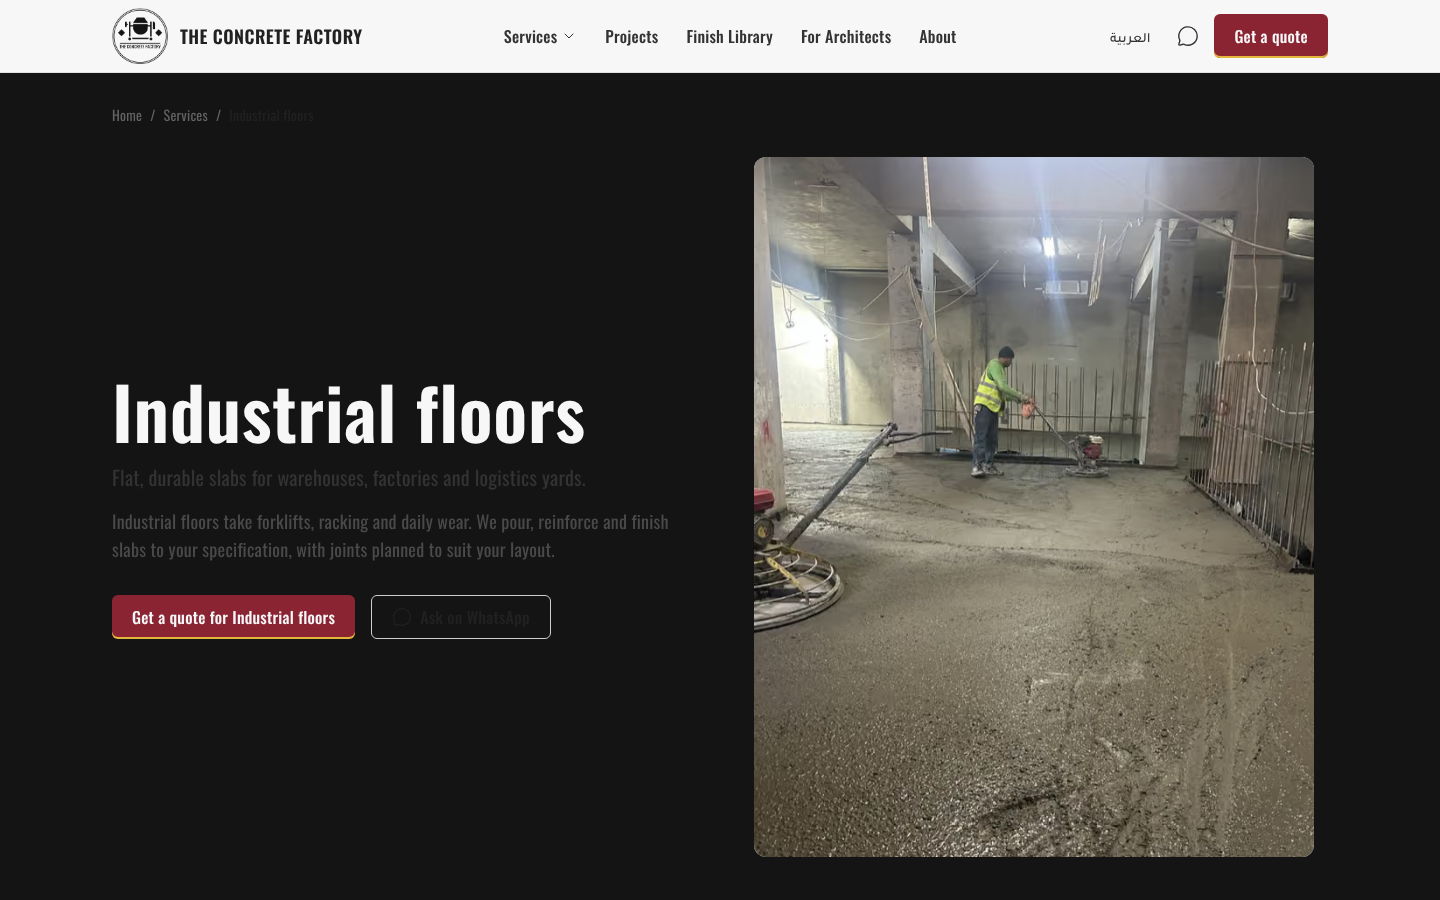 THE CONCRETE FACTORY
THE CONCRETE FACTORY
Services
Projects
Finish Library
For Architects
About
العربية
Get a quote
Home / Services / Industrial floors
Industrial floors
Flat, durable slabs for warehouses, factories and logistics yards.
Industrial floors take forklifts, racking and daily wear. We pour, reinforce and finish
slabs to your specification, with joints planned to suit your layout.
Get a quote for Industrial floors
Ask on WhatsApp